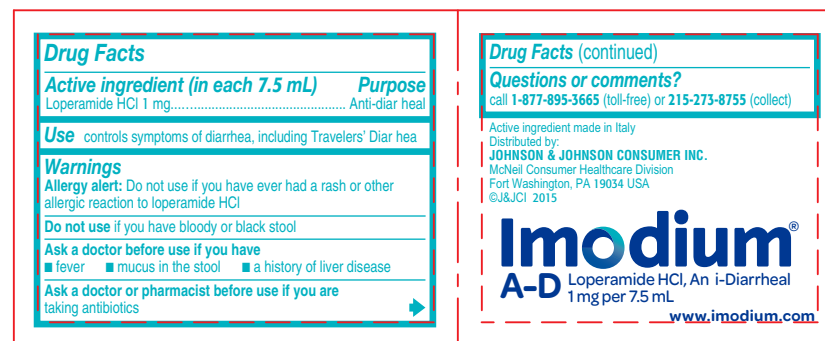 Drug Facts
Active ingredient (in each 7.5 mL) Purpose
Loperamide HCl 1 mg...................................................... Anti-diar heal
Use controls symptoms of diarrhea, including Travelers' Diar hea
Warnings
Allergy alert: Do not use if you have ever had a rash or other
allergic reaction to loperamide HCl
Do not use if you have bloody or black stool
Ask a doctor before use if you have
■ fever ■ mucus in the stool ■ a history of liver disease
Ask a doctor or pharmacist before use if you are
taking antibiotics
Drug Facts (continued)
Questions or comments?
call 1-877-895-3665 (toll-free) or 215-273-8755 (collect)
Active ingredient made in Italy
Distributed by:
JOHNSON & JOHNSON CONSUMER INC.
McNeil Consumer Healthcare Division
Fort Washington, PA 19034 USA
©J&JCI 2015
Imodium®
A-D Loperamide HCl, An i-Diarrheal
1 mg per 7.5 mL
www.imodium.com